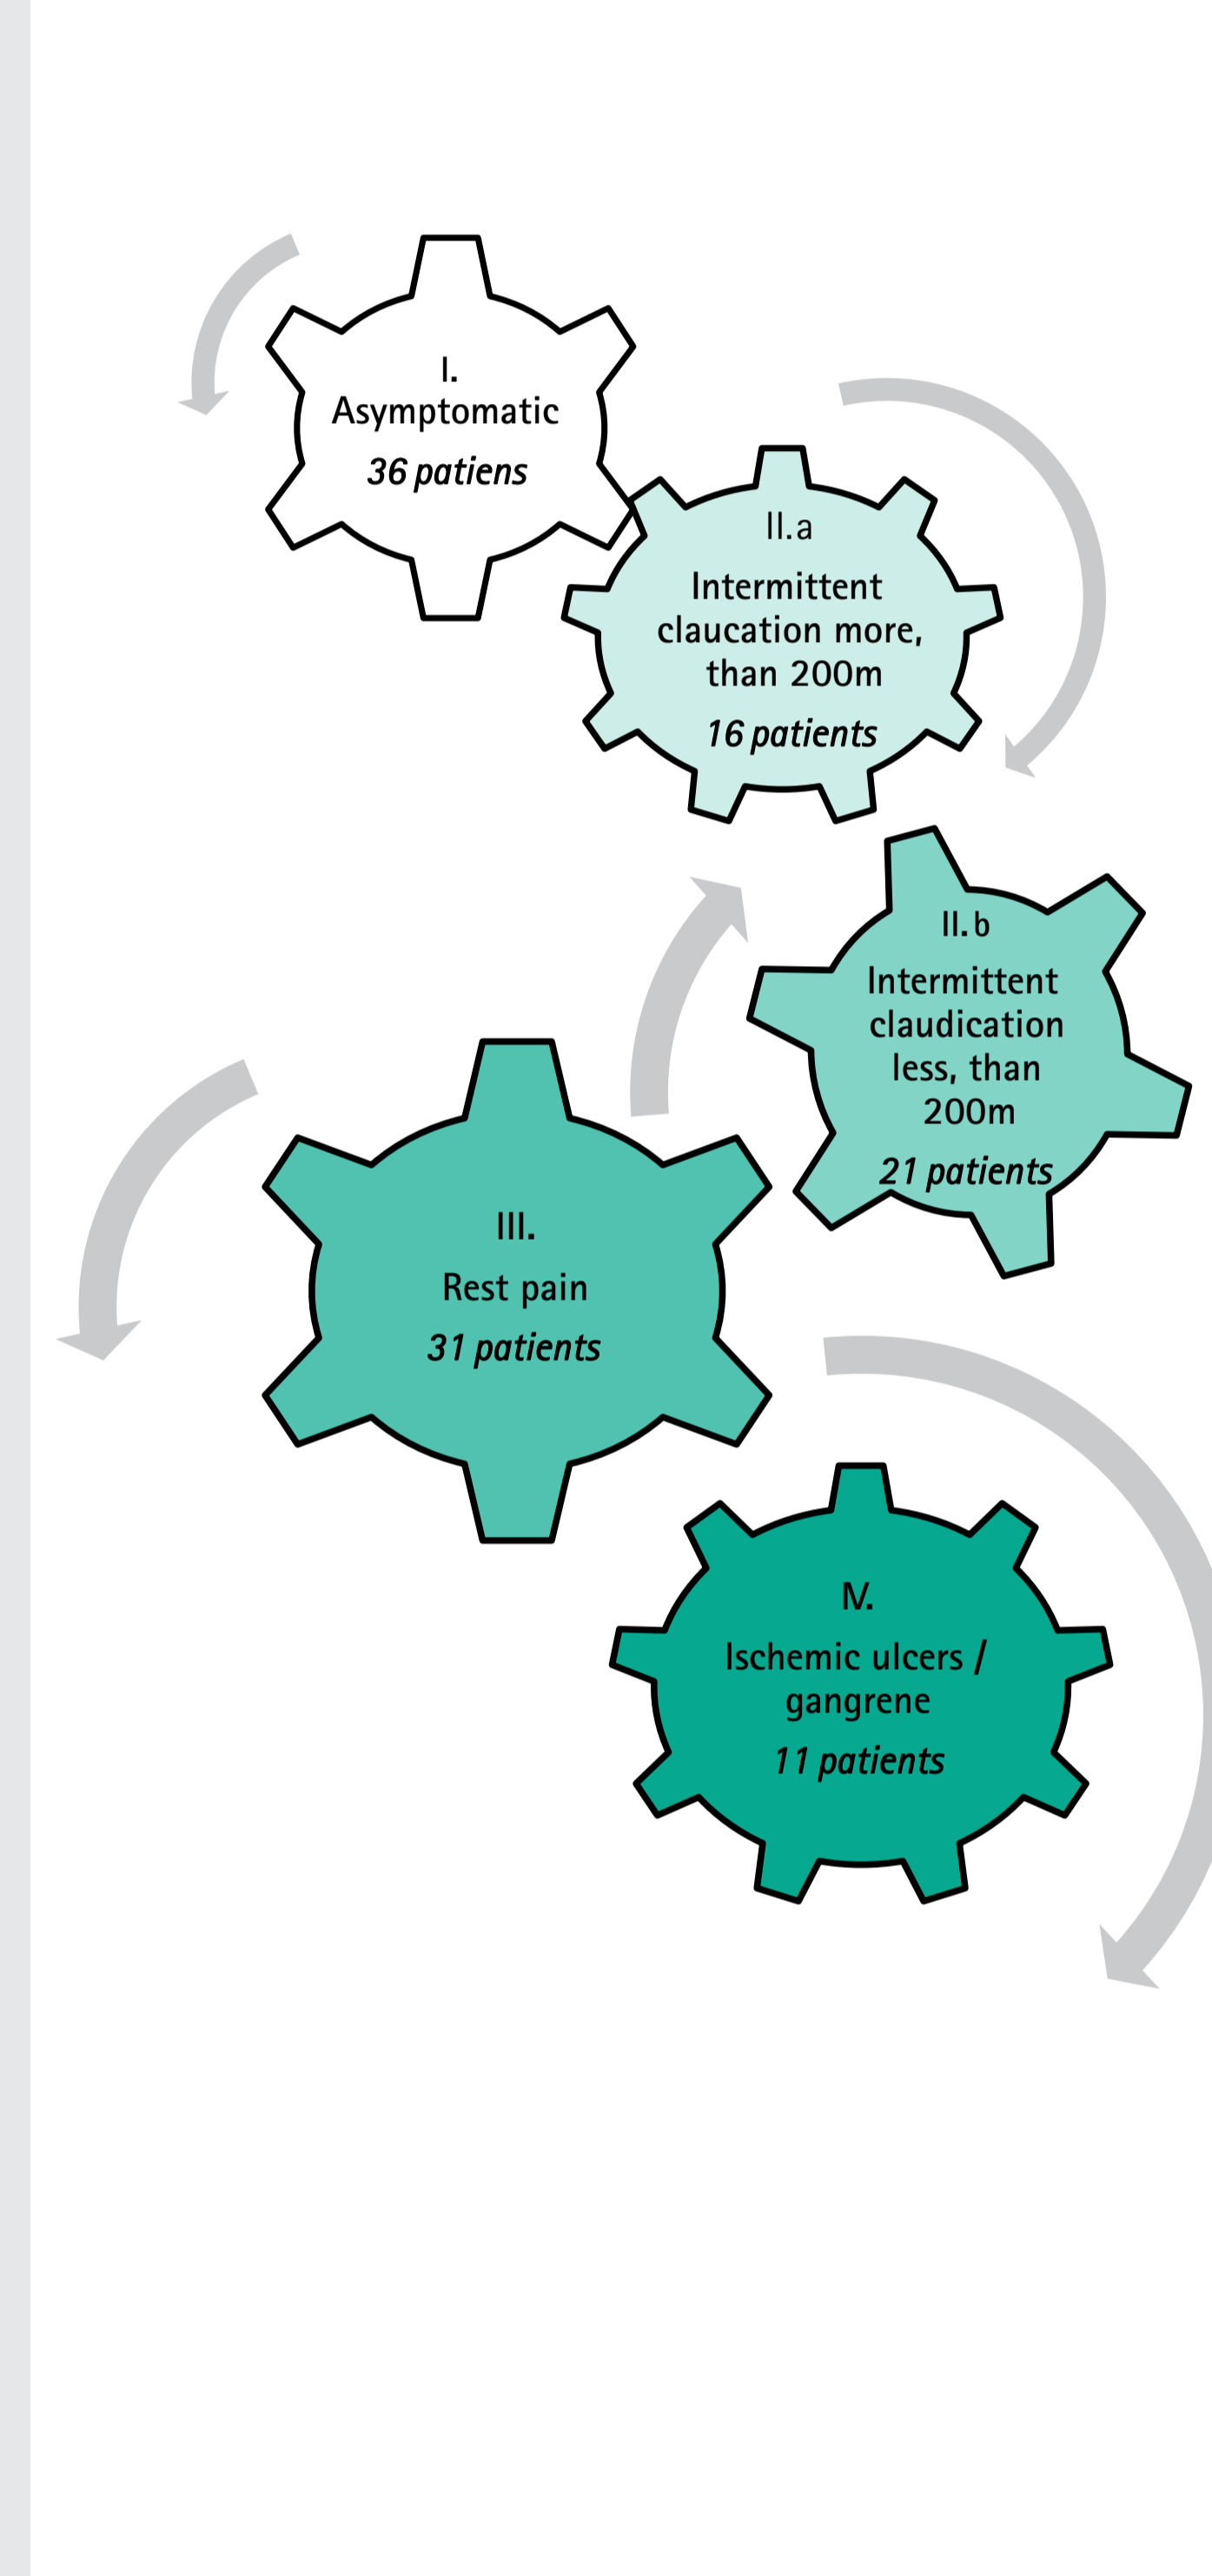 I.
Asymptomatic
36 patiens
II.a
Intermittent
claucation more,
than 200m
16 patients
II.b
Intermittent
claudication
less, than
200m
21 patients
III.
Rest pain
31 patients
IV.
Ischemic ulcers /
gangrene
11 patients